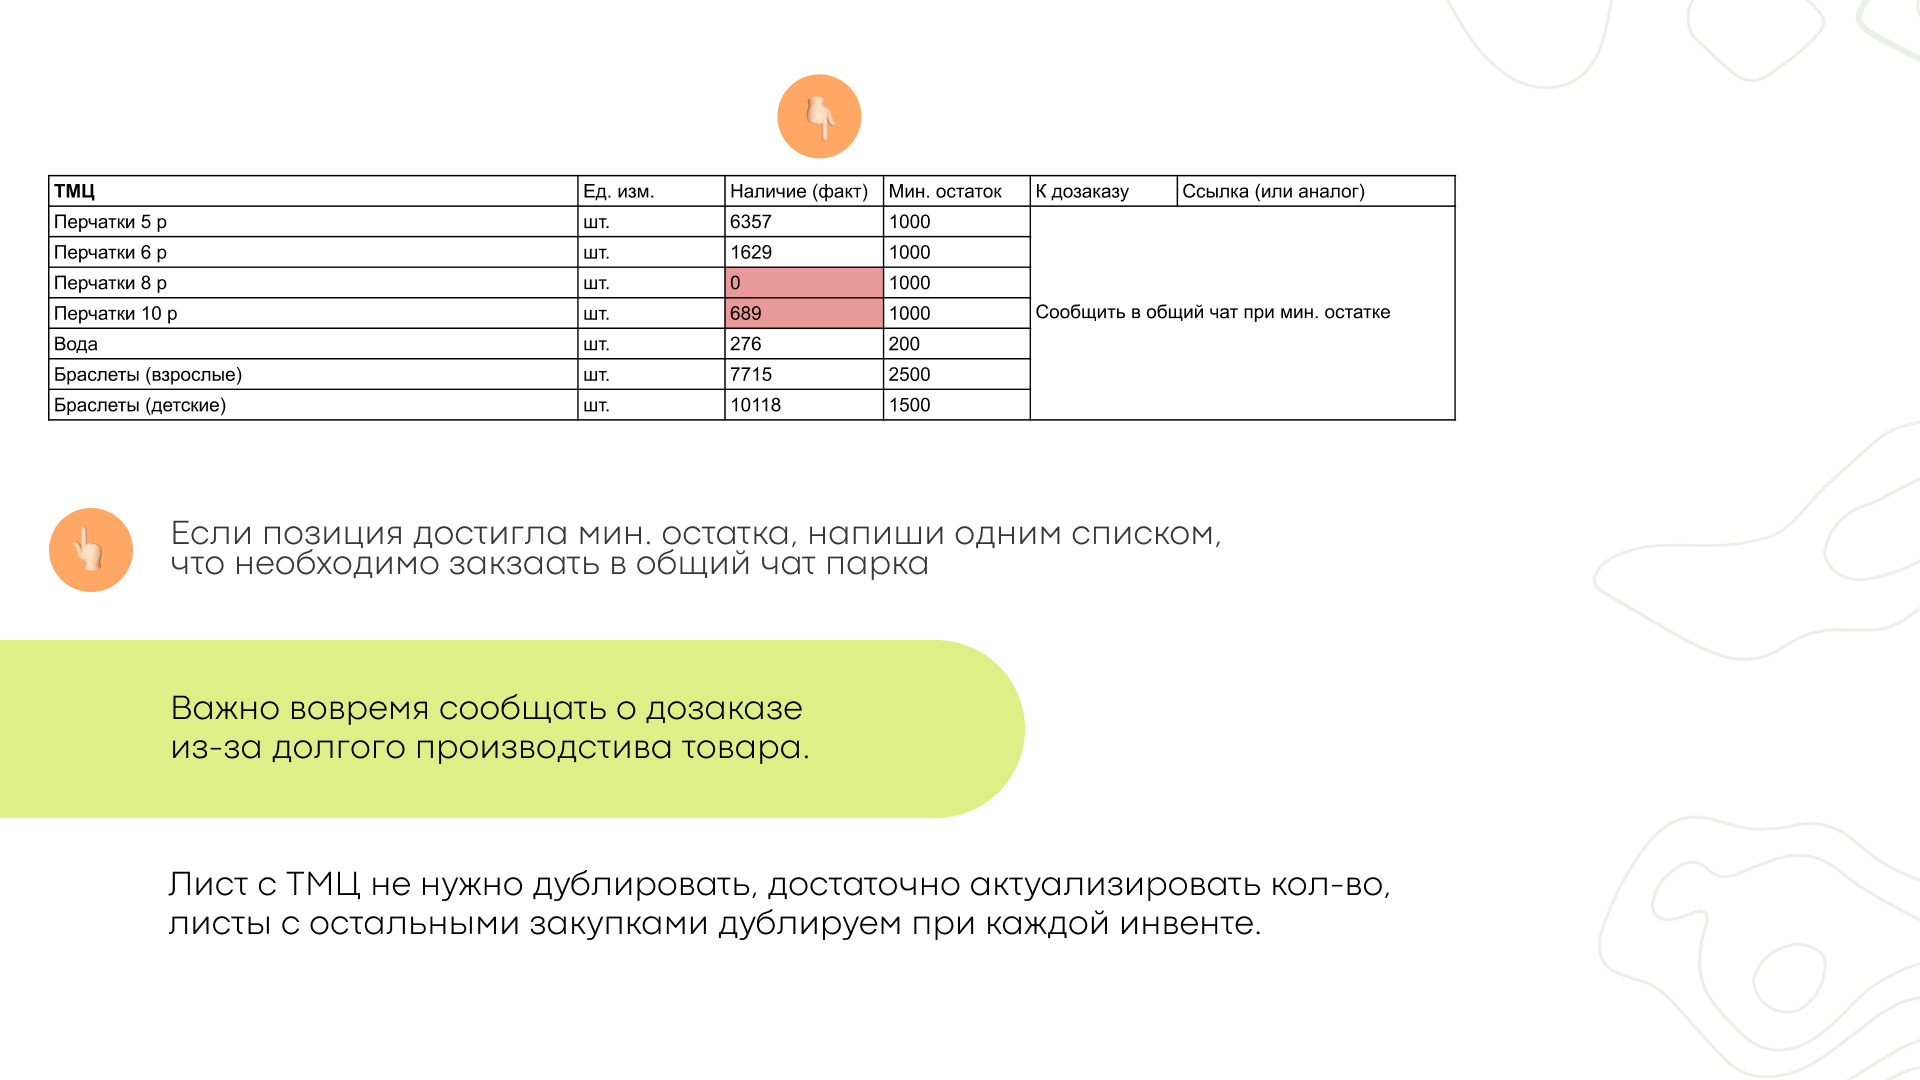 ТМЦ Ед. изм. Наличие (факт) Мин. остаток К дозаказу Ссылка (или аналог)
Перчатки 5 р шт. 6357 1000
Перчатки 6 р шт. 1629 1000
Перчатки 8 р шт. 0 1000
Перчатки 10 р шт. 689 1000 Сообщить в общий чат при мин. остатке
Вода шт. 276 200
Браслеты (взрослые) шт. 7715 2500
Браслеты (детские) шт. 10118 1500
Если позиция достигла мин. остатка, напиши одним списком,
что необходимо закзаать в общий чат парка
Важно вовремя сообщать о дозаказе
из-за долгого производстива товара.
Лист с ТМЦ не нужно дублировать, достаточно актуализировать кол-во,
листы с остальными закупками дублируем при каждой инвенте.